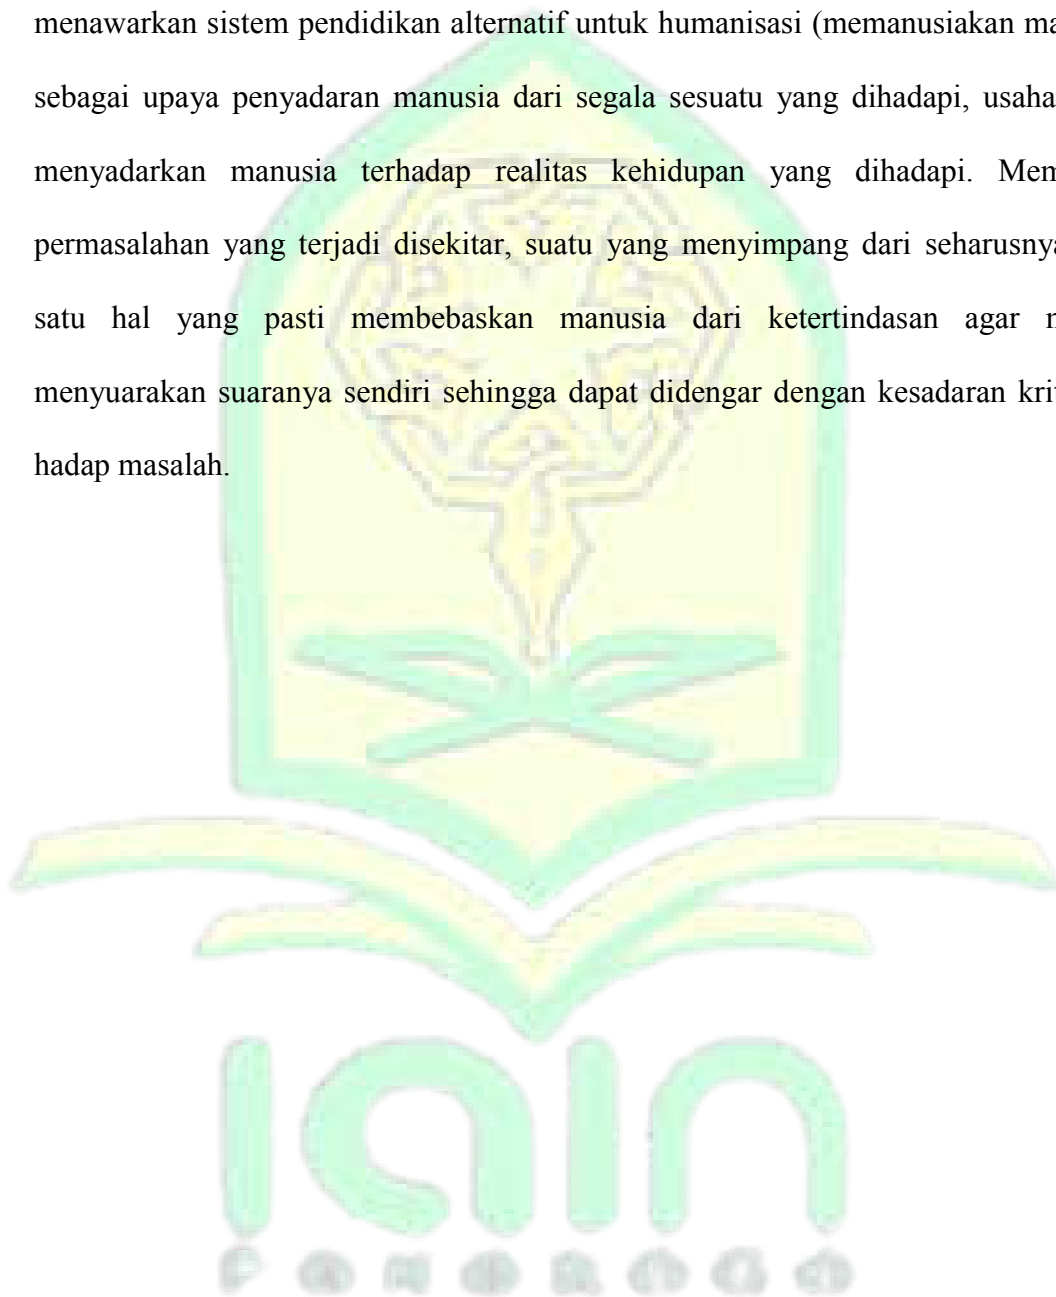 menawarkan sistem pendidikan alternatif untuk humanisasi (memanusiakan ma
sebagai upaya penyadaran manusia dari segala sesuatu yang dihadapi, usaha
menyadarkan manusia terhadap realitas kehidupan yang dihadapi. Mem
permasalahan yang terjadi disekitar, suatu yang menyimpang dari seharusnya
satu hal yang pasti membebaskan manusia dari ketertindasan agar m
menyuarakan suaranya sendiri sehingga dapat didengar dengan kesadaran krit
hadap masalah.
iain
PONOROGO